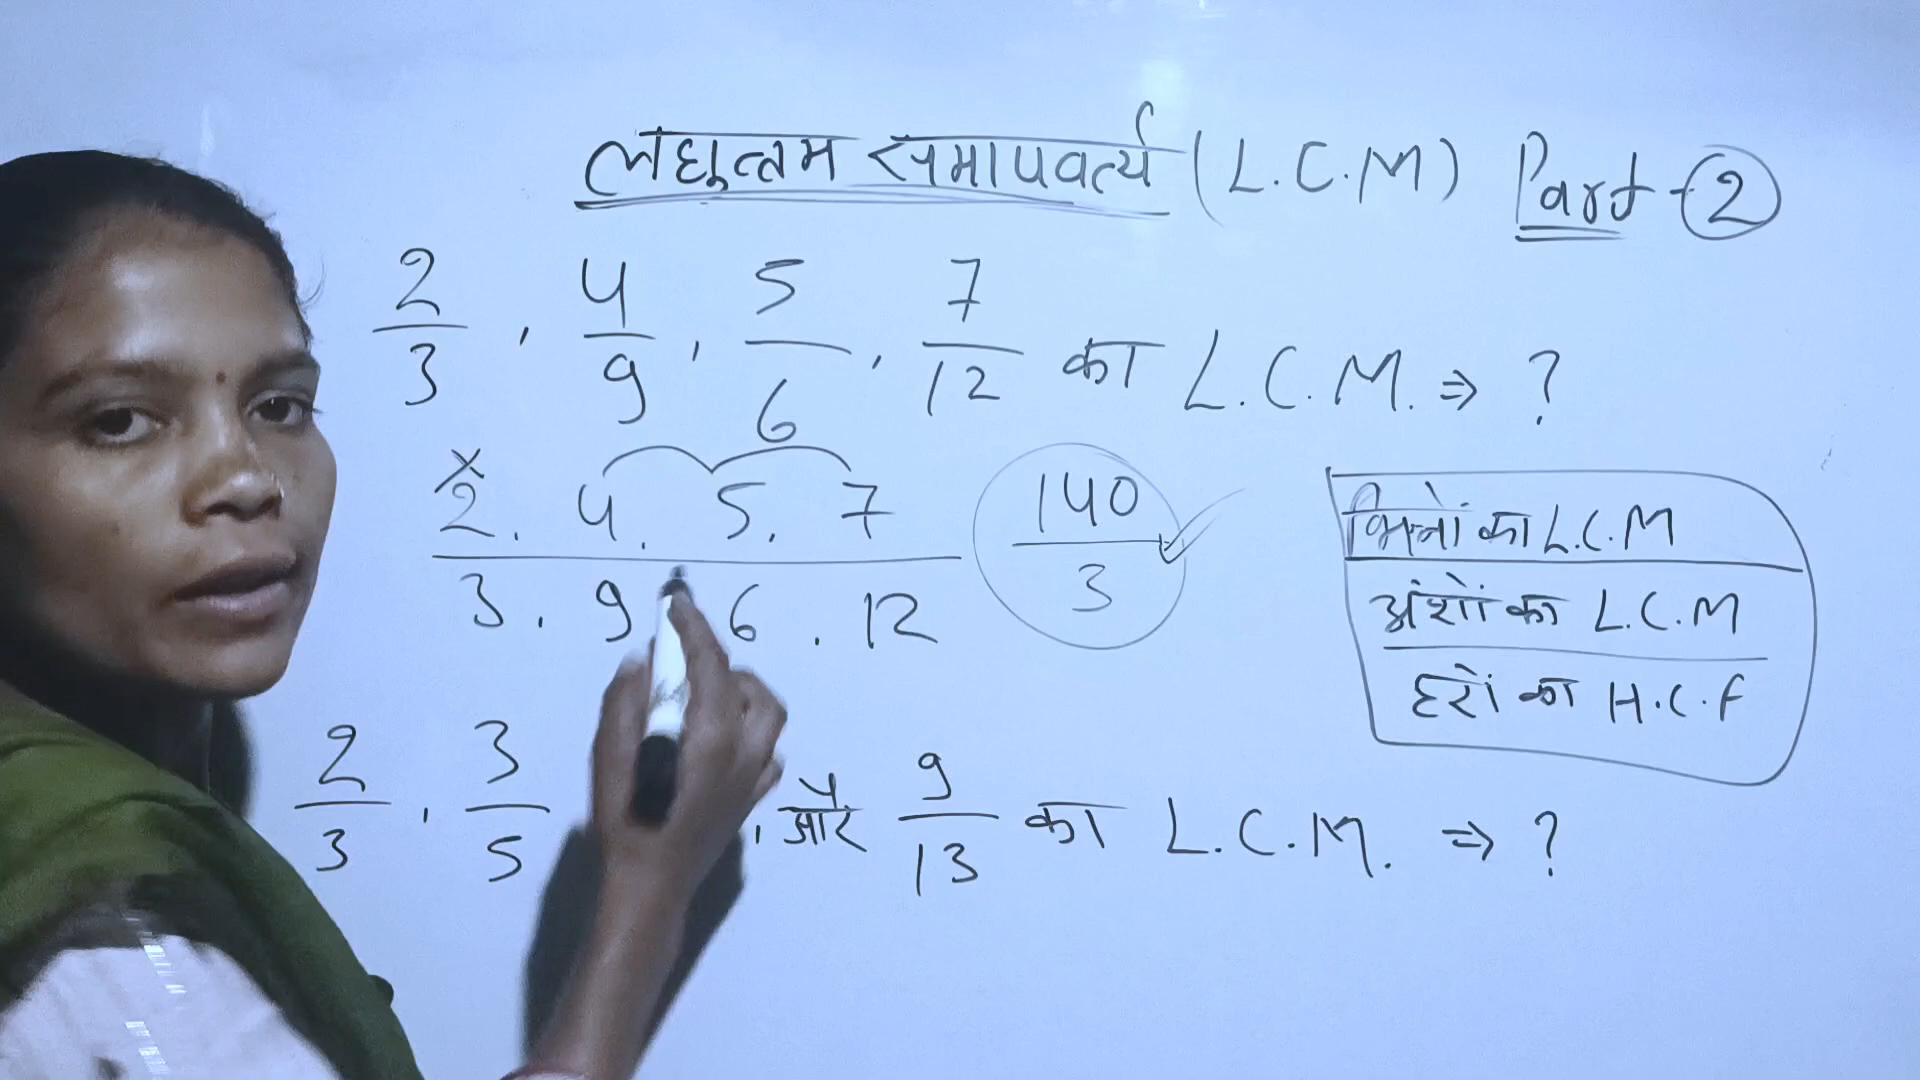 लघुत्तम समापवर्त्य (L.C.M) Part - 2
2/3 , 4/9 , 5/6 , 7/12 का L.C.M. ⇒ ?
x
2 . 4 . 5 . 7
3 . 9 6 . 12
140/3 ✓
भिन्नों का L.C.M
अंशों का L.C.M
हरों का H.C.F
2/3 , 3/5 , और 9/13 का L.C.M. ⇒ ?